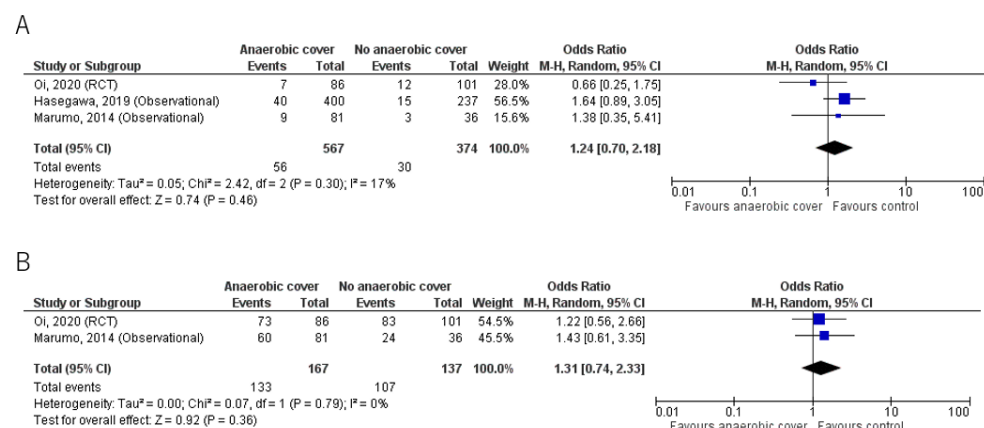 A
Anaerobic cover No anaerobic cover Odds Ratio Odds Ratio
Study or Subgroup Events Total Events Total Weight M-H, Random, 95% CI M-H, Random, 95% CI
Oi, 2020 (RCT) 7 86 12 101 28.0% 0.66 [0.25, 1.75]
Hasegawa, 2019 (Observational) 40 400 15 237 56.5% 1.64 [0.89, 3.05]
Marumo, 2014 (Observational) 9 81 3 36 15.6% 1.38 [0.35, 5.41]
Total (95% CI) 567 374 100.0% 1.24 [0.70, 2.18]
Total events 56 30
Heterogeneity: Tau² = 0.05; Chi² = 2.42, df = 2 (P = 0.30); I² = 17%
Test for overall effect: Z = 0.74 (P = 0.46)
0.01 0.1 1 10 100
Favours anaerobic cover Favours control
B
Anaerobic cover No anaerobic cover Odds Ratio Odds Ratio
Study or Subgroup Events Total Events Total Weight M-H, Random, 95% CI M-H, Random, 95% CI
Oi, 2020 (RCT) 73 86 83 101 54.5% 1.22 [0.56, 2.66]
Marumo, 2014 (Observational) 60 81 24 36 45.5% 1.43 [0.61, 3.35]
Total (95% CI) 167 137 100.0% 1.31 [0.74, 2.33]
Total events 133 107
Heterogeneity: Tau² = 0.00; Chi² = 0.07, df = 1 (P = 0.79); I² = 0%
Test for overall effect: Z = 0.92 (P = 0.36)
0.01 0.1 1 10 100
Favours anaerobic cover Favours control